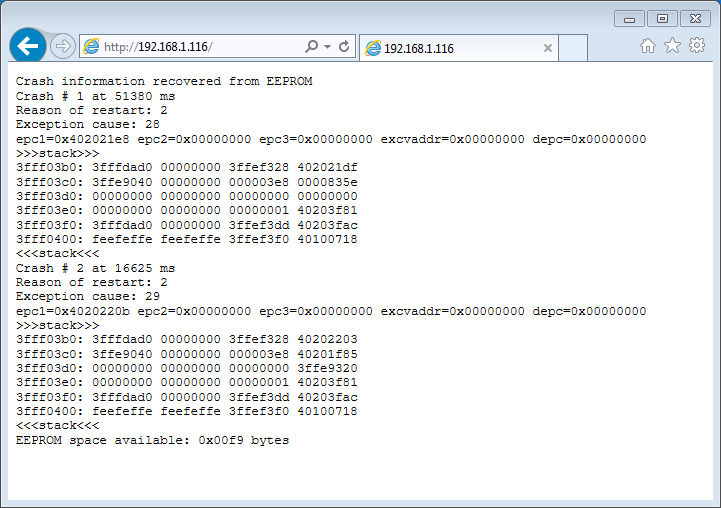 http://192.168.1.116/
192.168.1.116
Crash information recovered from EEPROM
Crash # 1 at 51380 ms
Reason of restart: 2
Exception cause: 28
epc1=0x402021e8 epc2=0x00000000 epc3=0x00000000 excvaddr=0x00000000 depc=0x00000000
>>>stack>>>
3fff03b0: 3fffdad0 00000000 3ffef328 402021df
3fff03c0: 3ffe9040 00000000 000003e8 0000835e
3fff03d0: 00000000 00000000 00000000 00000000
3fff03e0: 00000000 00000000 00000001 40203f81
3fff03f0: 3fffdad0 00000000 3ffef3dd 40203fac
3fff0400: feefeffe feefeffe 3ffef3f0 40100718
<<<stack<<<
Crash # 2 at 16625 ms
Reason of restart: 2
Exception cause: 29
epc1=0x4020220b epc2=0x00000000 epc3=0x00000000 excvaddr=0x00000000 depc=0x00000000
>>>stack>>>
3fff03b0: 3fffdad0 00000000 3ffef328 40202203
3fff03c0: 3ffe9040 00000000 000003e8 40201f85
3fff03d0: 00000000 00000000 00000000 3ffe9320
3fff03e0: 00000000 00000000 00000001 40203f81
3fff03f0: 3fffdad0 00000000 3ffef3dd 40203fac
3fff0400: feefeffe feefeffe 3ffef3f0 40100718
<<<stack<<<
EEPROM space available: 0x00f9 bytes